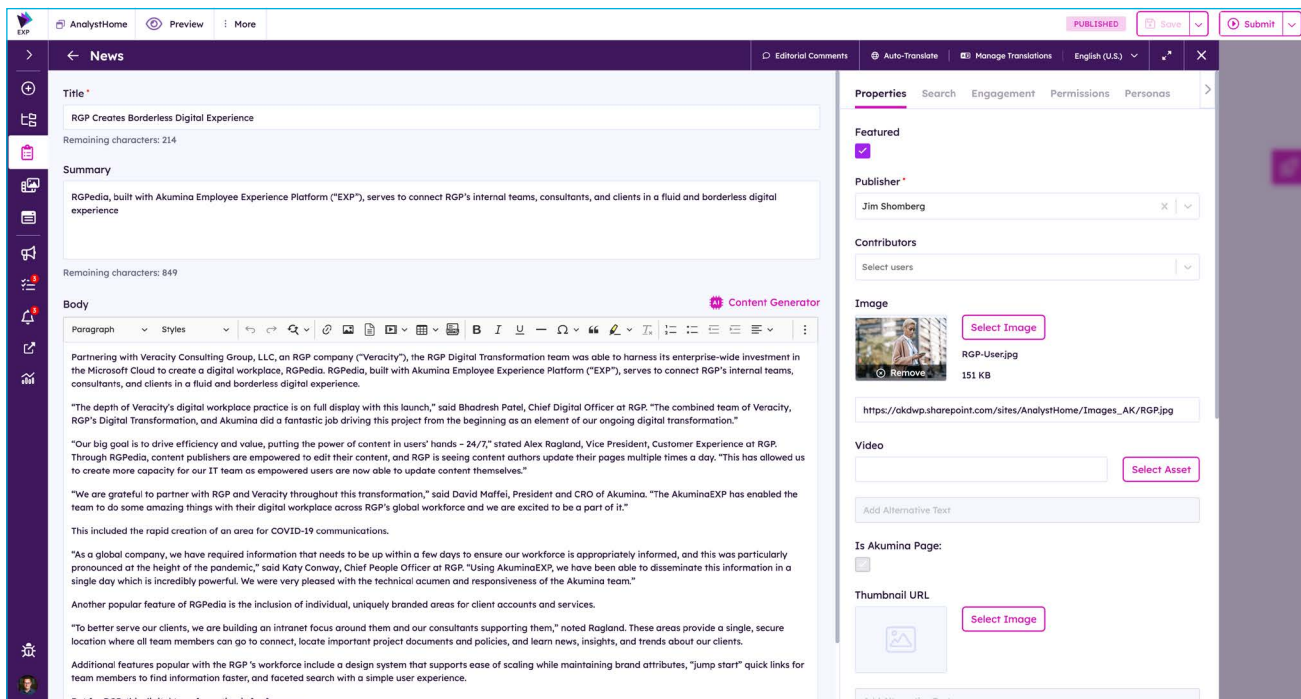 EXP
AnalystHome
Preview
More
PUBLISHED
Save
Submit
News
Editorial Comments
Auto-Translate
Manage Translations
English (U.S.)
Title*
RGP Creates Borderless Digital Experience
Remaining characters: 214
Summary
RGPedia, built with Akumina Employee Experience Platform (“EXP”), serves to connect RGP’s internal teams, consultants, and clients in a fluid and borderless digital
experience
Remaining characters: 849
Body
AI Content Generator
Paragraph
Styles
Partnering with Veracity Consulting Group, LLC, an RGP company (“Veracity”), the RGP Digital Transformation team was able to harness its enterprise-wide investment in
the Microsoft Cloud to create a digital workplace, RGPedia. RGPedia, built with Akumina Employee Experience Platform (“EXP”), serves to connect RGP’s internal teams,
consultants, and clients in a fluid and borderless digital experience.
“The depth of Veracity’s digital workplace practice is on full display with this launch,” said Bhadresh Patel, Chief Digital Officer at RGP. “The combined team of Veracity,
RGP’s Digital Transformation, and Akumina did a fantastic job driving this project from the beginning as an element of our ongoing digital transformation.”
“Our big goal is to drive efficiency and value, putting the power of content in users’ hands – 24/7,” stated Alex Ragland, Vice President, Customer Experience at RGP.
Through RGPedia, content publishers are empowered to edit their content, and RGP is seeing content authors update their pages multiple times a day. “This has allowed us
to create more capacity for our IT team as empowered users are now able to update content themselves.”
“We are grateful to partner with RGP and Veracity throughout this transformation,” said David Maffei, President and CRO of Akumina. “The AkuminaEXP has enabled the
team to do some amazing things with their digital workplace across RGP’s global workforce and we are excited to be a part of it.”
This included the rapid creation of an area for COVID-19 communications.
“As a global company, we have required information that needs to be up within a few days to ensure our workforce is appropriately informed, and this was particularly
pronounced at the height of the pandemic,” said Katy Conway, Chief People Officer at RGP. “Using AkuminaEXP, we have been able to disseminate this information in a
single day which is incredibly powerful. We were very pleased with the technical acumen and responsiveness of the Akumina team.”
Another popular feature of RGPedia is the inclusion of individual, uniquely branded areas for client accounts and services.
“To better serve our clients, we are building an intranet focus around them and our consultants supporting them,” noted Ragland. These areas provide a single, secure
location where all team members can go to connect, locate important project documents and policies, and learn news, insights, and trends about our clients.
Additional features popular with the RGP ’s workforce include a design system that supports ease of scaling while maintaining brand attributes, “jump start” quick links for
team members to find information faster, and faceted search with a simple user experience.
Properties
Search
Engagement
Permissions
Personas
Featured
Publisher*
Jim Shomberg
Contributors
Select users
Image
Remove
Select Image
RGP-User.jpg
151 KB
https://akdwp.sharepoint.com/sites/AnalystHome/Images_AK/RGP.jpg
Video
Select Asset
Add Alternative Text
Is Akumina Page:
Thumbnail URL
Select Image
3
3